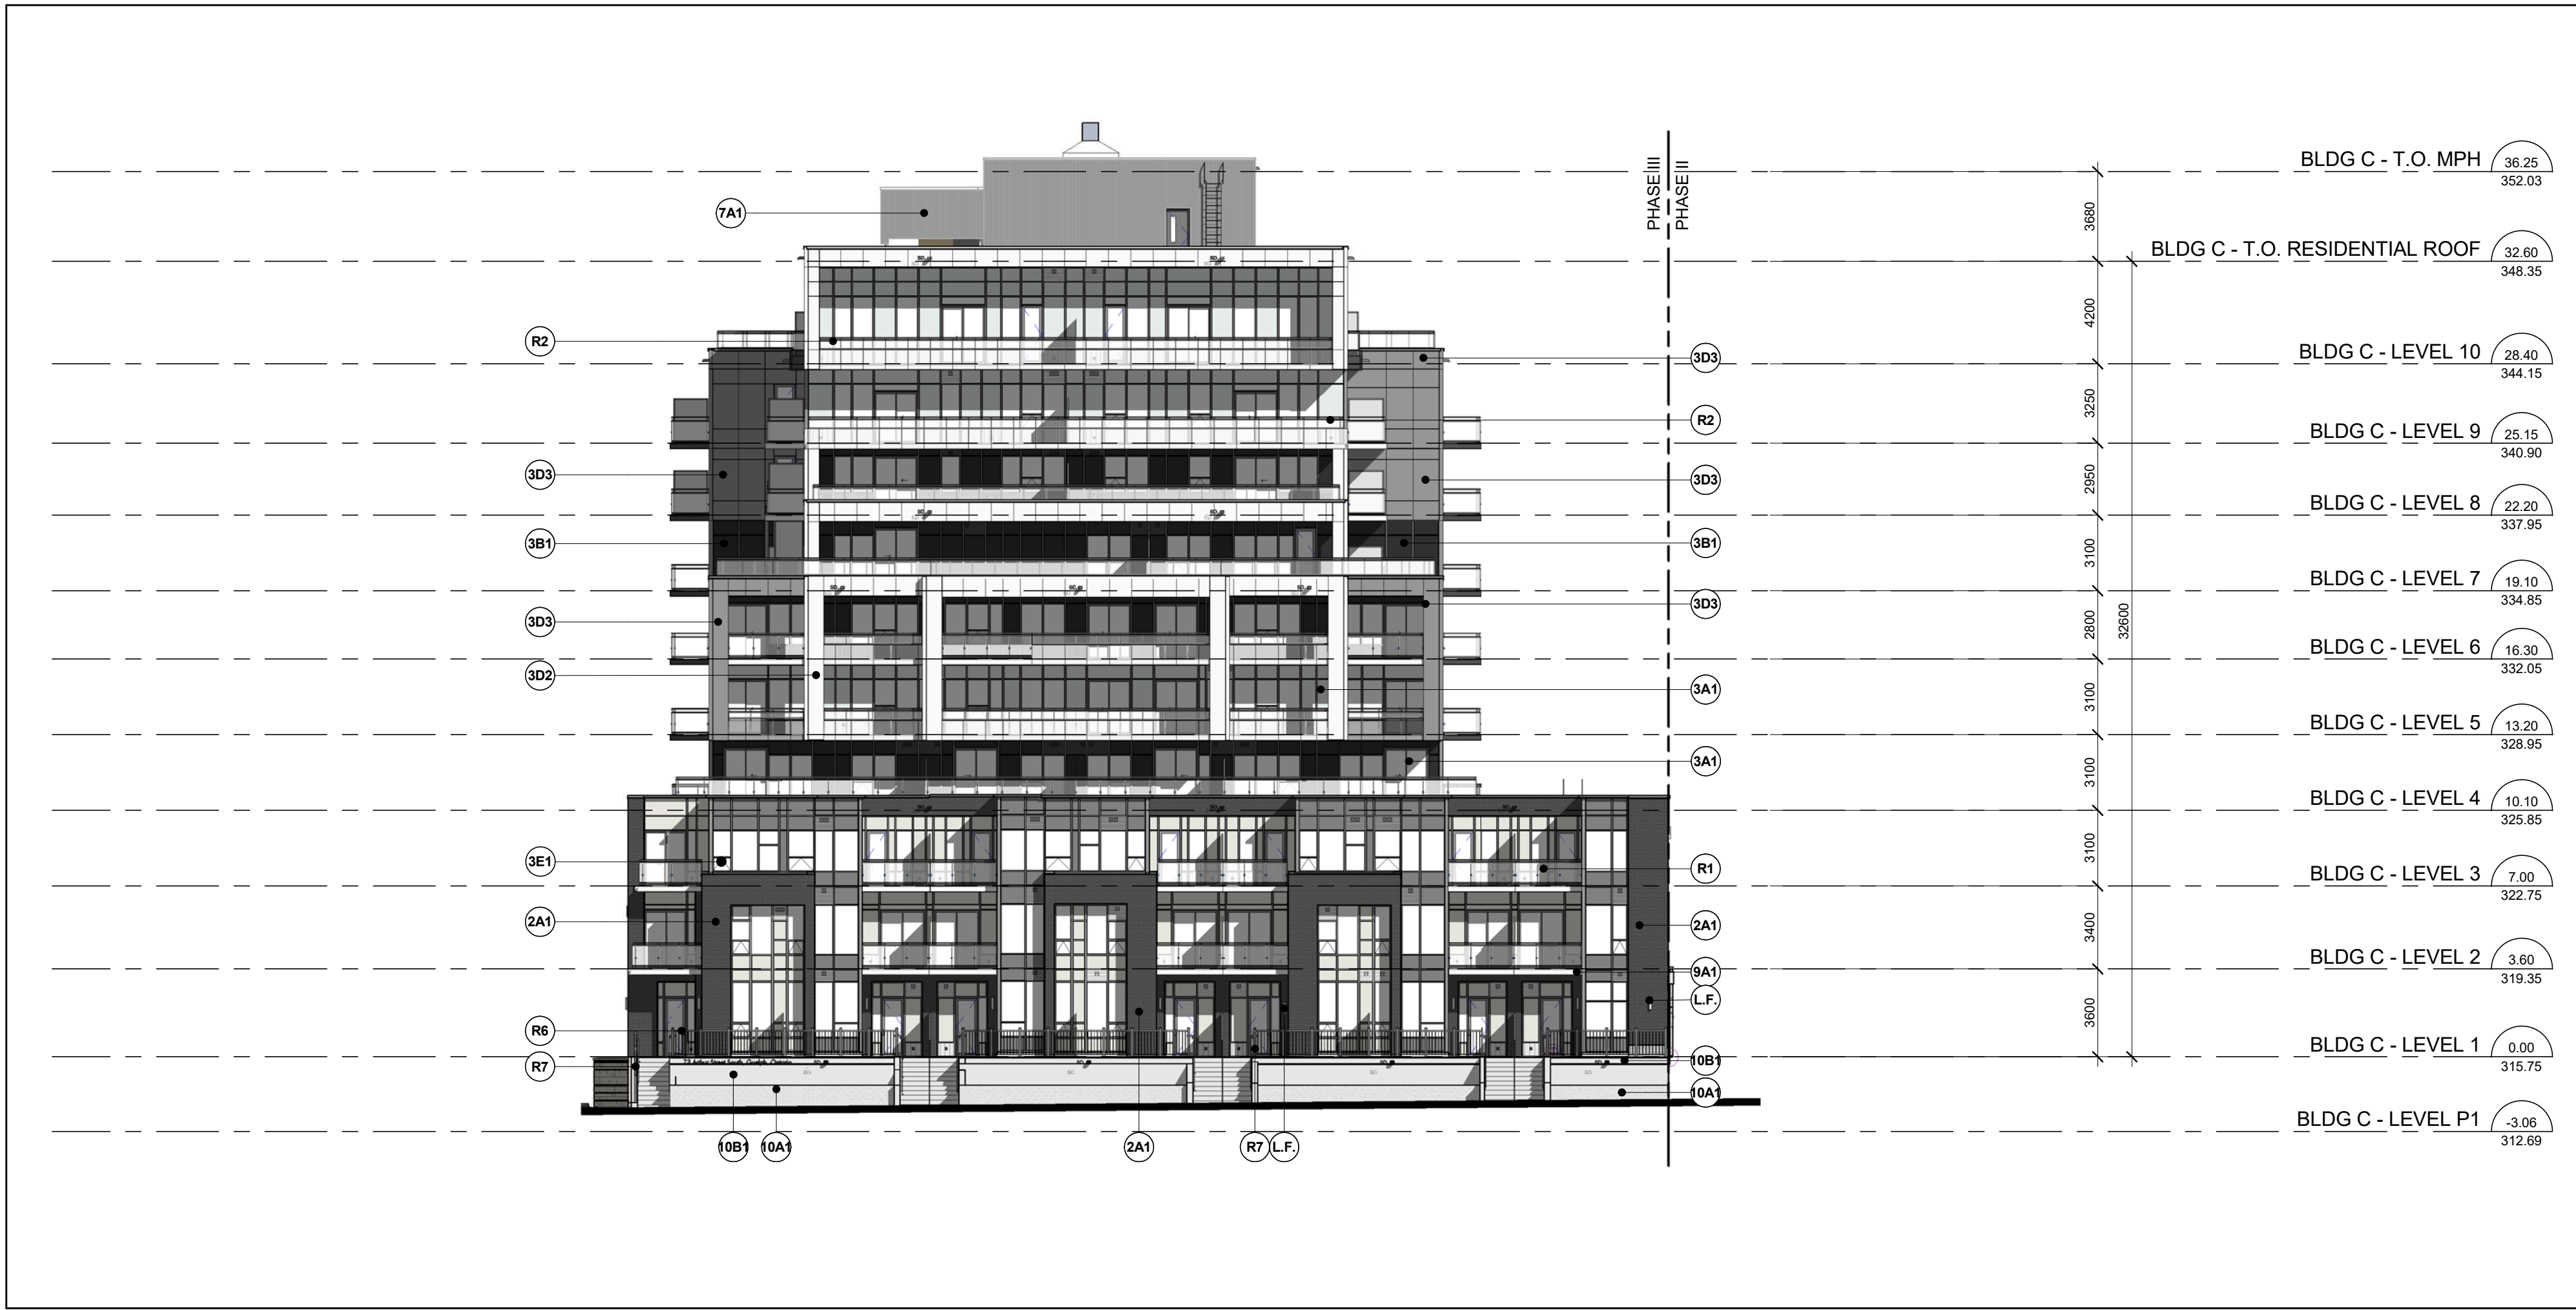 PHASE III
PHASE II
BLDG C - T.O. MPH 36.25
352.03
7A1
3680
BLDG C - T.O. RESIDENTIAL ROOF 32.60
348.35
4200
R2
3D3
BLDG C - LEVEL 10 28.40
344.15
3250
R2
BLDG C - LEVEL 9 25.15
340.90
3D3
3D3
2950
BLDG C - LEVEL 8 22.20
337.95
3B1
3B1
3100
BLDG C - LEVEL 7 19.10
334.85
3D3
3D3
2800
32600
BLDG C - LEVEL 6 16.30
332.05
3D2
3A1
3100
BLDG C - LEVEL 5 13.20
328.95
3A1
3100
BLDG C - LEVEL 4 10.10
325.85
3E1
R1
3100
BLDG C - LEVEL 3 7.00
322.75
2A1
2A1
3400
BLDG C - LEVEL 2 3.60
319.35
9A1
L.F.
3600
R6
BLDG C - LEVEL 1 0.00
315.75
73 Arthur Street South, Guelph, Ontario
R7
10B1
10A1
BLDG C - LEVEL P1 -3.06
312.69
10B1 10A1 2A1 R7 L.F.